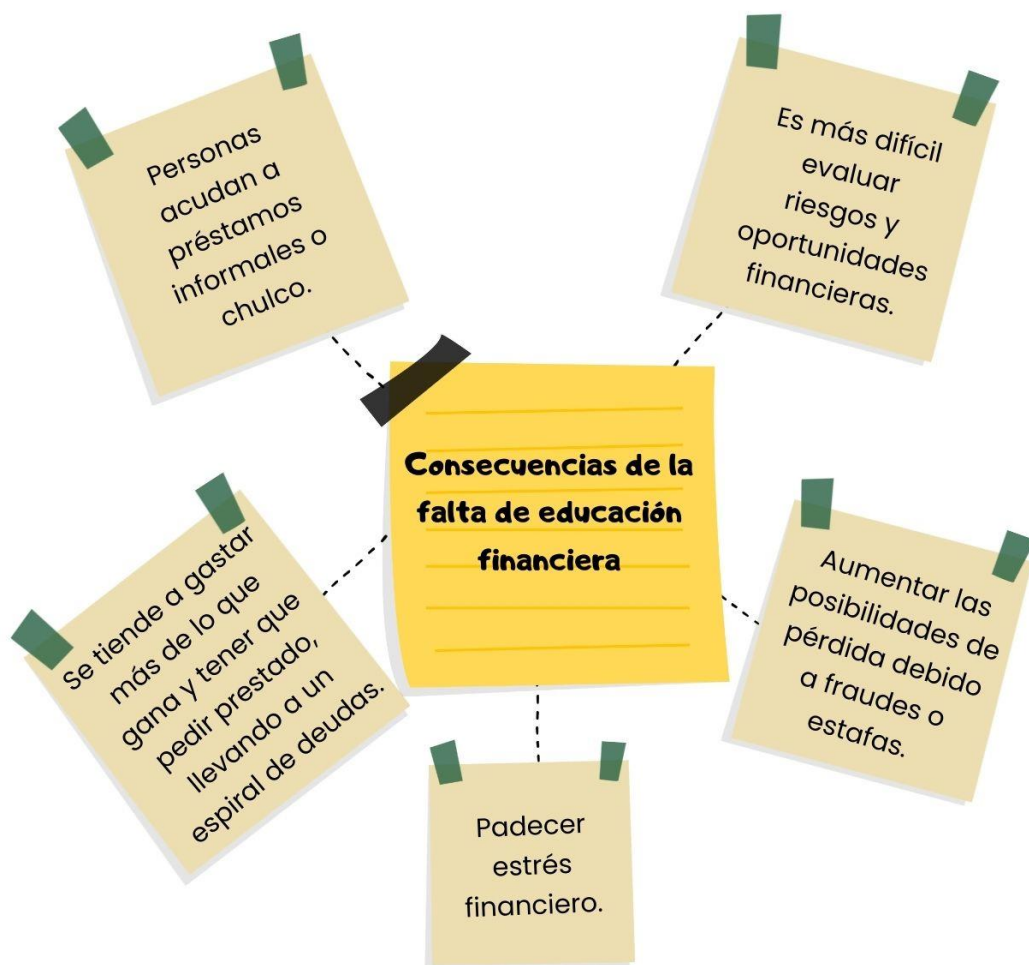 Personas
acudan a
préstamos
informales o
chulco.
Es más difícil
evaluar
riesgos y
oportunidades
financieras.
Consecuencias de la
falta de educación
financiera
Se tiende a gastar
más de lo que
gana y tener que
pedir prestado,
llevando a un
espiral de deudas.
Aumentar las
posibilidades de
pérdida debido
a fraudes o
estafas.
Padecer
estrés
financiero.